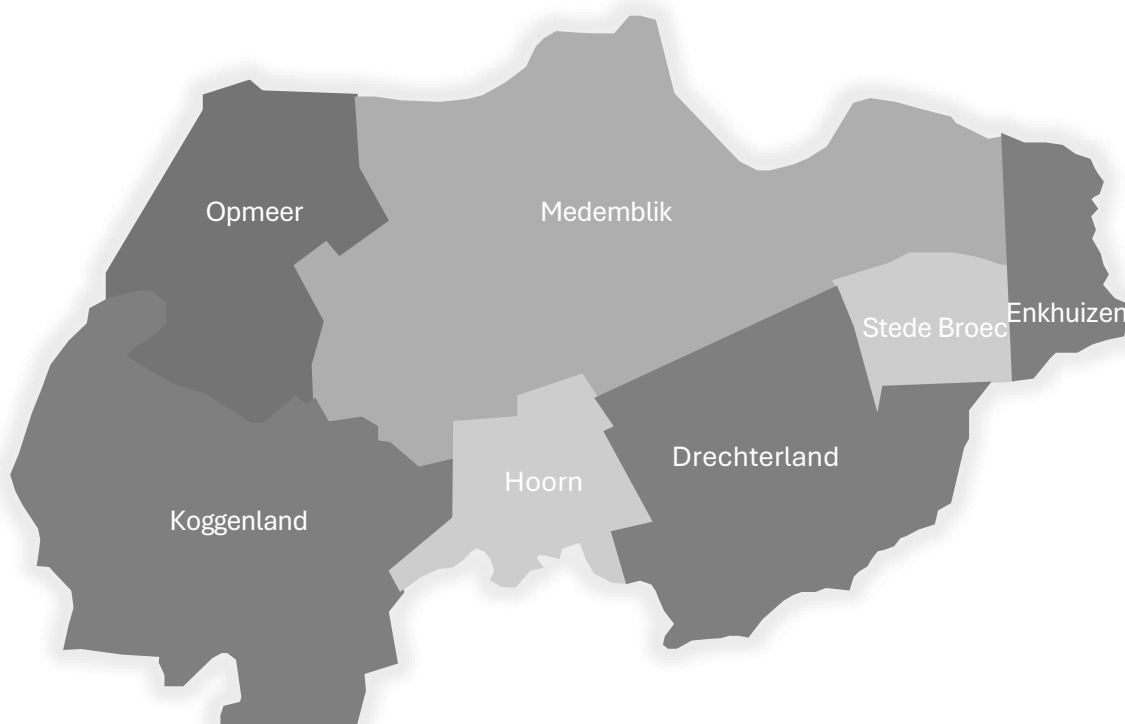 Opmeer
Medemblik
Enkhuizen
Stede Broec
Drechterland
Hoorn
Koggenland